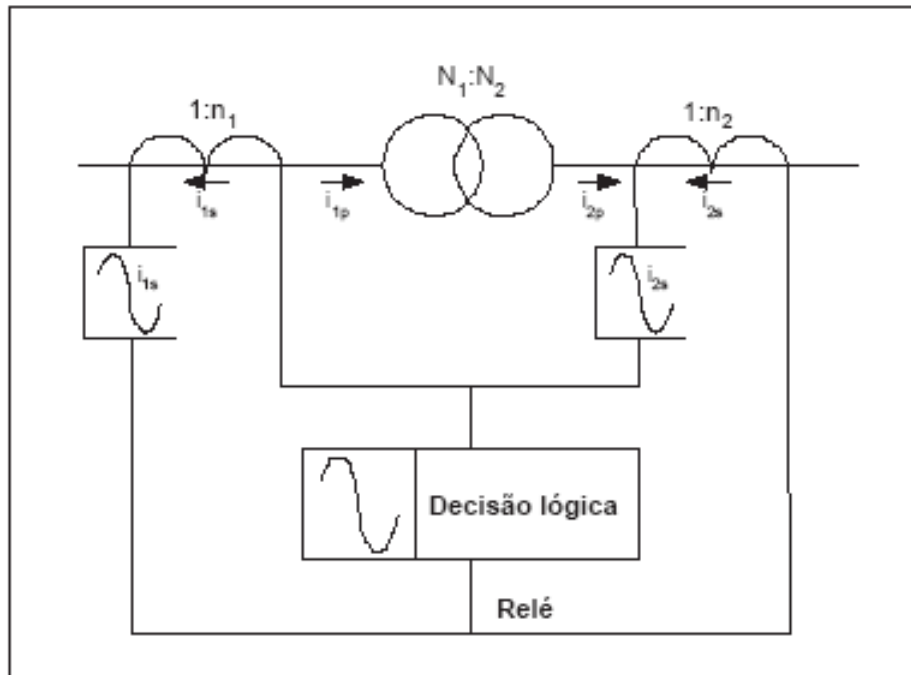 N₁:N₂
1:n₁
1:n₂
i₁ₛ
i₁ₚ
i₂ₚ
i₂ₛ
i₁ₛ
i₂ₛ
Decisão lógica
Relé